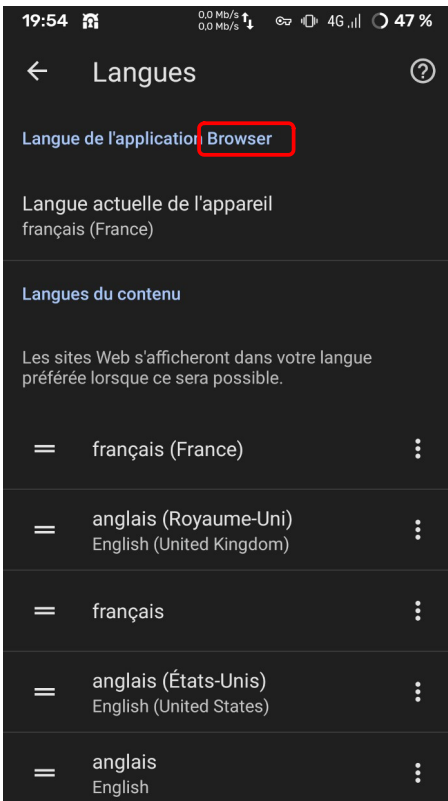 19:54
0,0 Mb/s
0,0 Mb/s
4G
47 %
Langues
Langue de l'application Browser
Langue actuelle de l'appareil
français (France)
Langues du contenu
Les sites Web s'afficheront dans votre langue
préférée lorsque ce sera possible.
français (France)
anglais (Royaume-Uni)
English (United Kingdom)
français
anglais (États-Unis)
English (United States)
anglais
English